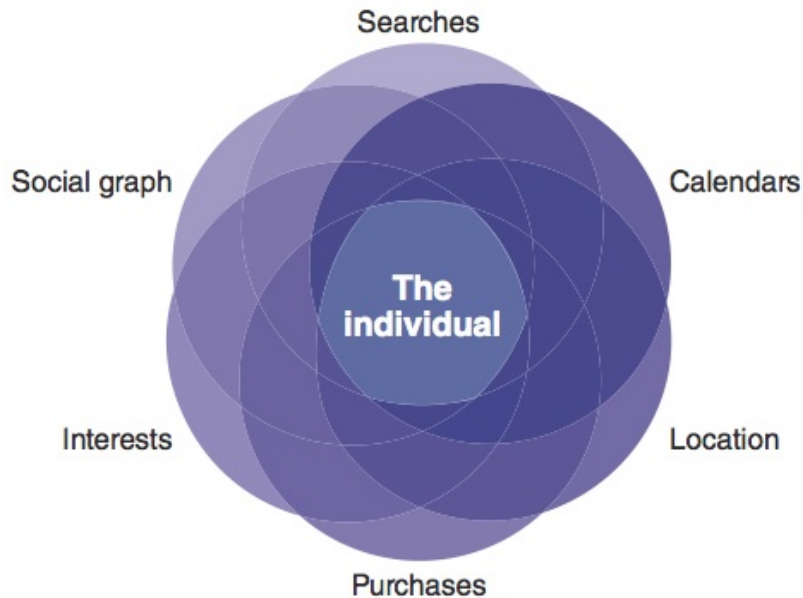 Searches
Social graph
Calendars
The
individual
Interests
Location
Purchases